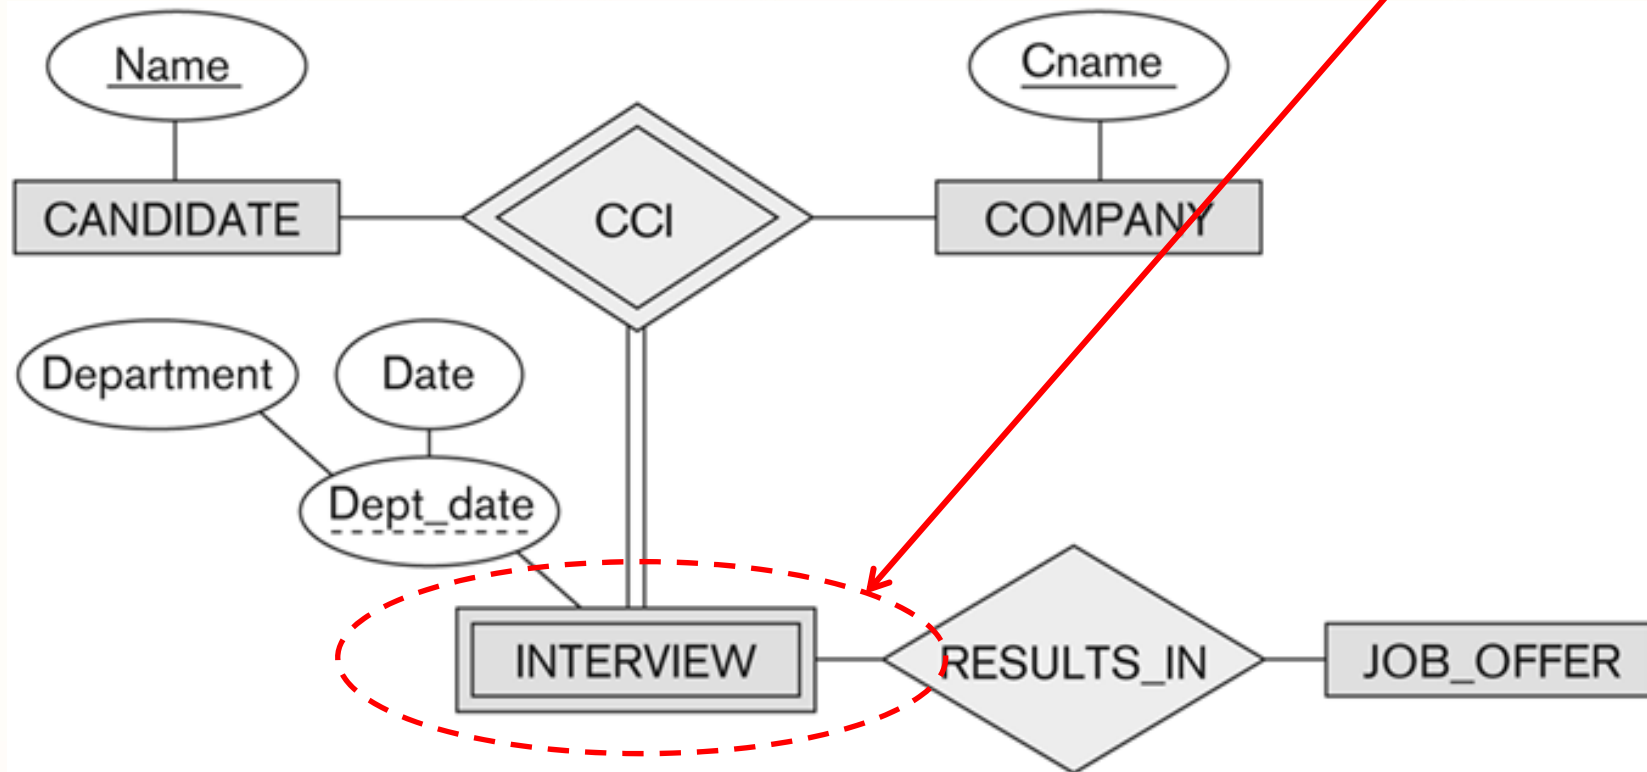 Name
Cname
CANDIDATE
CCI
COMPANY
Department
Date
Dept_date
INTERVIEW
RESULTS_IN
JOB_OFFER